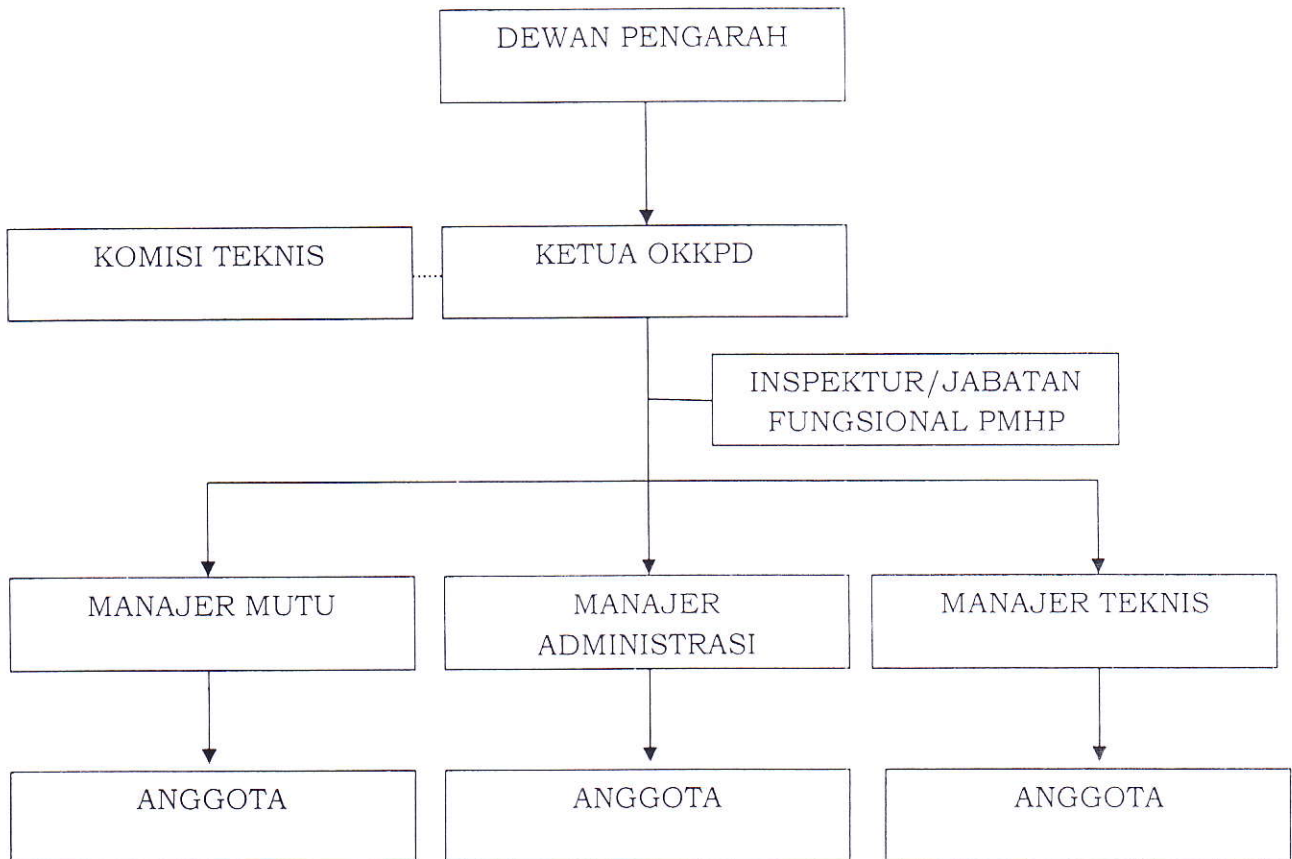 DEWAN PENGARAH
KOMISI TEKNIS
KETUA OKKPD
INSPEKTUR/JABATAN
FUNGSIONAL PMHP
MANAJER MUTU
MANAJER
ADMINISTRASI
MANAJER TEKNIS
ANGGOTA
ANGGOTA
ANGGOTA